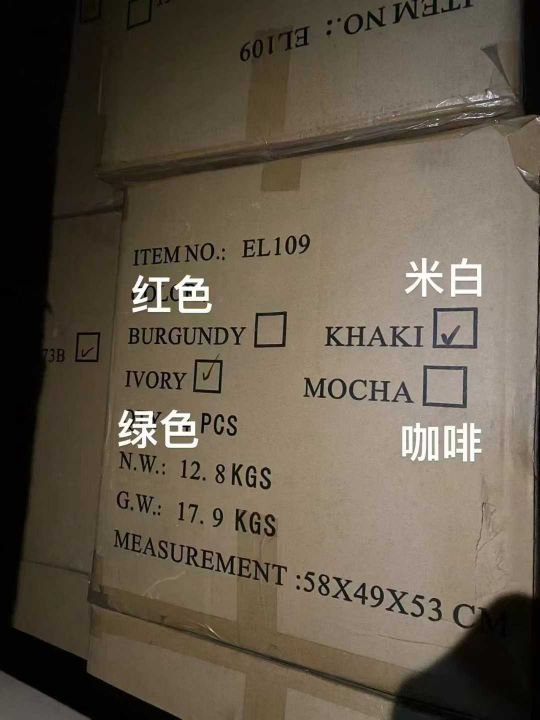 ITEM NO.: EL109
ITEM NO.: EL109
红色 米白
BURGUNDY KHAKI
73B
IVORY MOCHA
绿色 PCS 咖啡
N.W.: 12.8 KGS
G.W.: 17.9 KGS
MEASUREMENT :58X49X53 CM